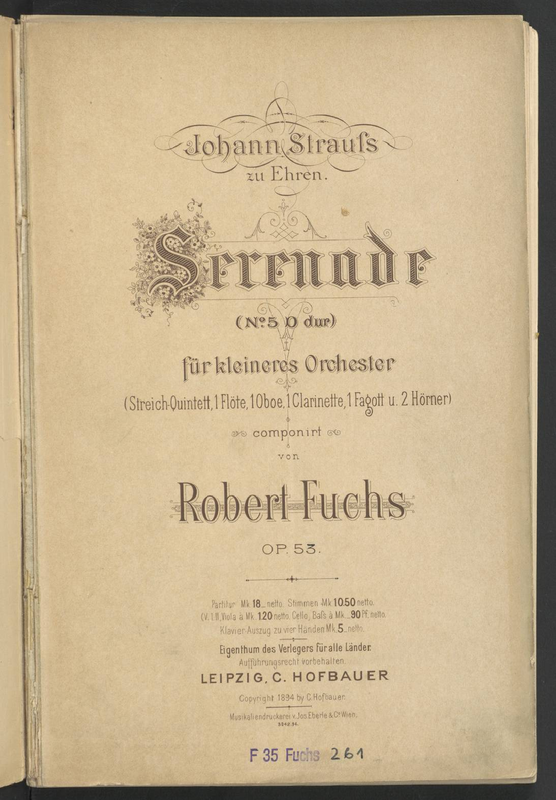 Johann Strauſs
zu Ehren.
Serenade
(No. 5 D dur)
für kleineres Orchester
(Streich-Quintett, 1 Flöte, 1 Oboe, 1 Clarinette, 1 Fagott u. 2 Hörner)
componirt
von
Robert Fuchs
OP. 53.
Partitur Mk 18._ netto. Stimmen Mk 10.50 netto.
(V. I. II, Viola à Mk. 1.20 netto. Cello, Baſs à Mk. _.90 Pf. netto.
Klavier-Auszug zu vier Händen Mk. 5._ netto.
Eigenthum des Verlegers für alle Länder.
Aufführungsrecht vorbehalten.
LEIPZIG, C. HOFBAUER
Copyright 1894 by C. Hofbauer.
Musikaliendruckerei v. Jos. Eberle & Co Wien.
F 35 Fuchs 261